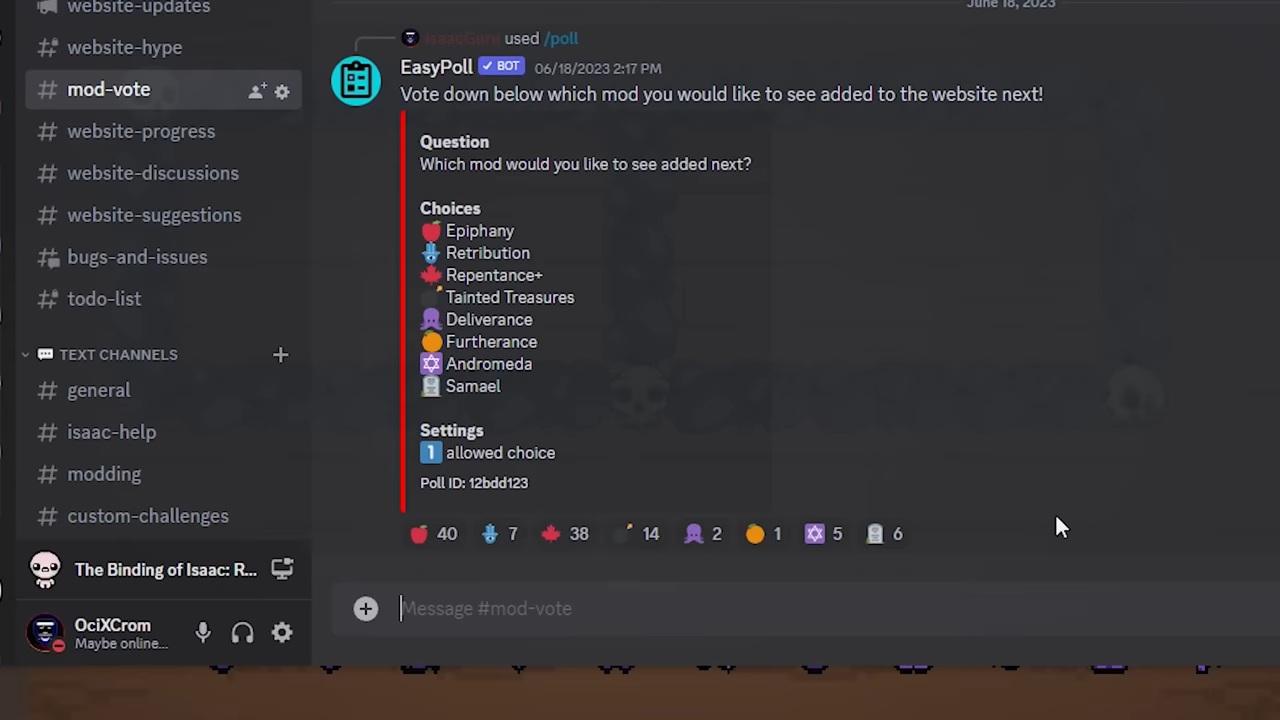 website-updates
website-hype
mod-vote
website-progress
website-discussions
website-suggestions
bugs-and-issues
todo-list
TEXT CHANNELS
general
isaac-help
modding
custom-challenges
The Binding of Isaac: R...
OciXCrom
Maybe online...
June 18, 2023
IsaacGuru used /poll
EasyPoll ✓ BOT 06/18/2023 2:17 PM
Vote down below which mod you would like to see added to the website next!
Question
Which mod would you like to see added next?
Choices
Epiphany
Retribution
Repentance+
Tainted Treasures
Deliverance
Furtherance
Andromeda
Samael
Settings
1 allowed choice
Poll ID: 12bdd123
40 7 38 14 2 1 5 6
Message #mod-vote